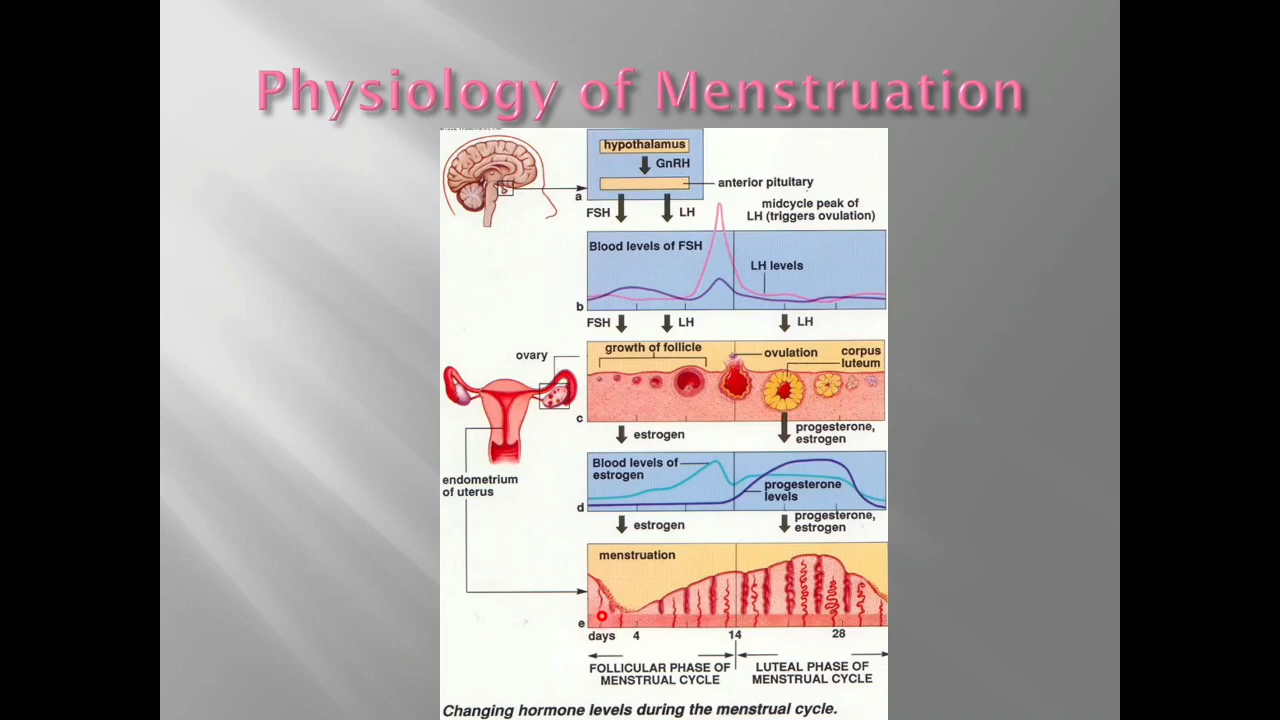 Physiology of Menstruation
hypothalamus
GnRH
anterior pituitary
a
FSH
LH
midcycle peak of
LH (triggers ovulation)
Blood levels of FSH
LH levels
b
FSH
LH
LH
ovary
growth of follicle
ovulation
corpus
luteum
c
estrogen
progesterone,
estrogen
Blood levels of
estrogen
progesterone
levels
endometrium
of uterus
d
estrogen
progesterone,
estrogen
menstruation
e
days 4 14 28
FOLLICULAR PHASE OF
MENSTRUAL CYCLE
LUTEAL PHASE OF
MENSTRUAL CYCLE
Changing hormone levels during the menstrual cycle.